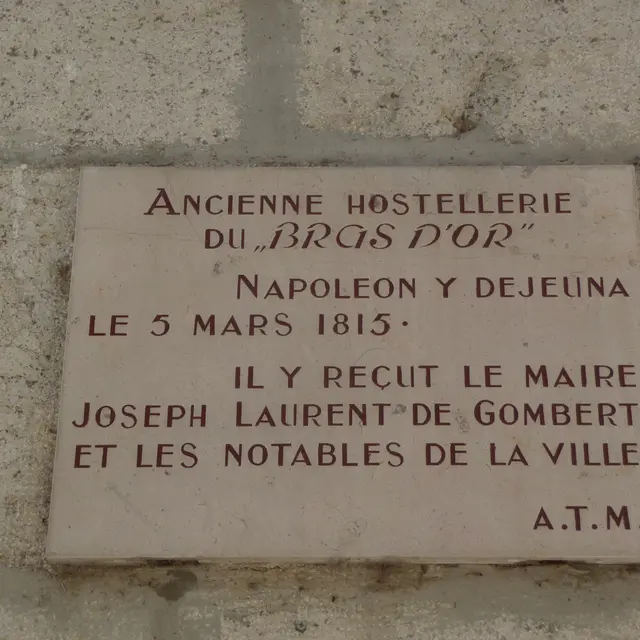 ANCIENNE HOSTELLERIE
DU „BRAS D'OR”
NAPOLEON Y DEJEUNA
LE 5 MARS 1815.
IL Y REÇUT LE MAIRE
JOSEPH LAURENT DE GOMBERT
ET LES NOTABLES DE LA VILLE
A.T.M.